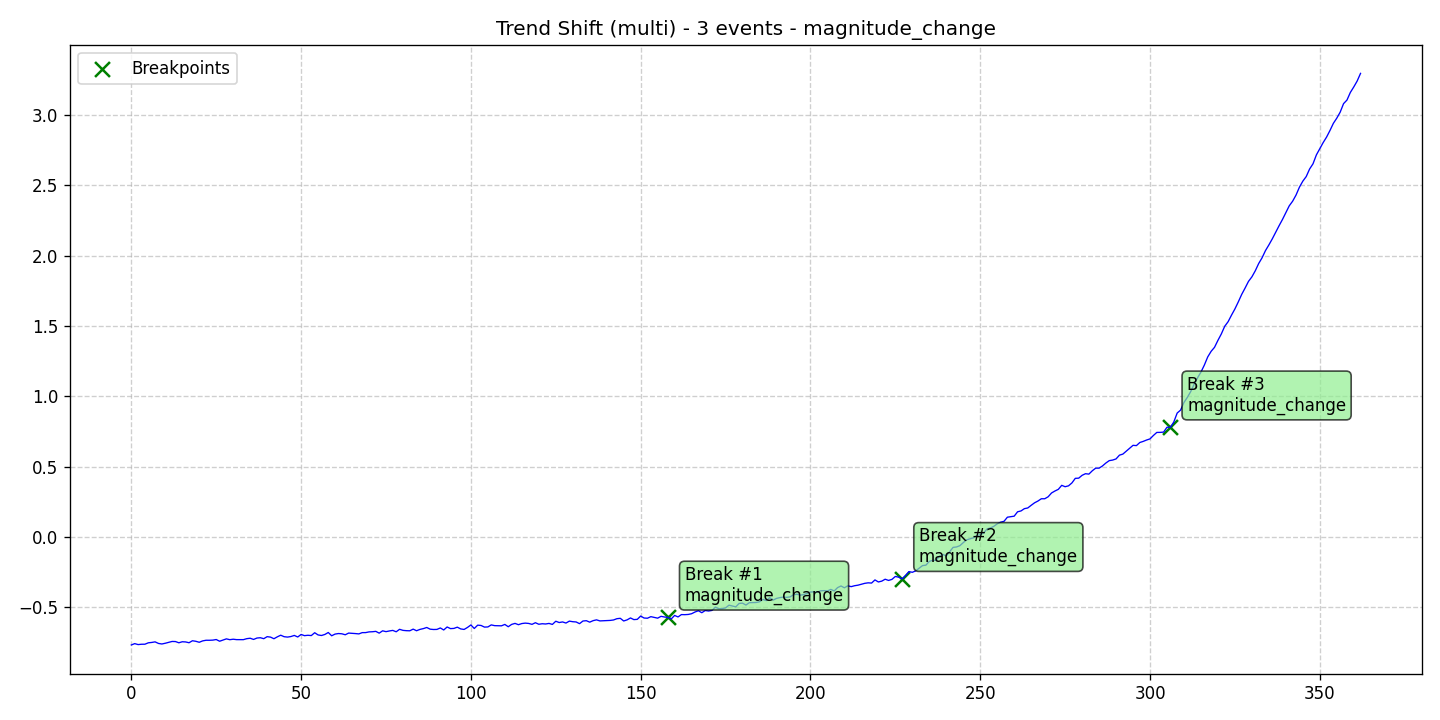 Trend Shift (multi) - 3 events - magnitude_change
Breakpoints
3.0
2.5
2.0
1.5
1.0
0.5
0.0
−0.5
Break #3
magnitude_change
Break #2
magnitude_change
Break #1
magnitude_change
0 50 100 150 200 250 300 350